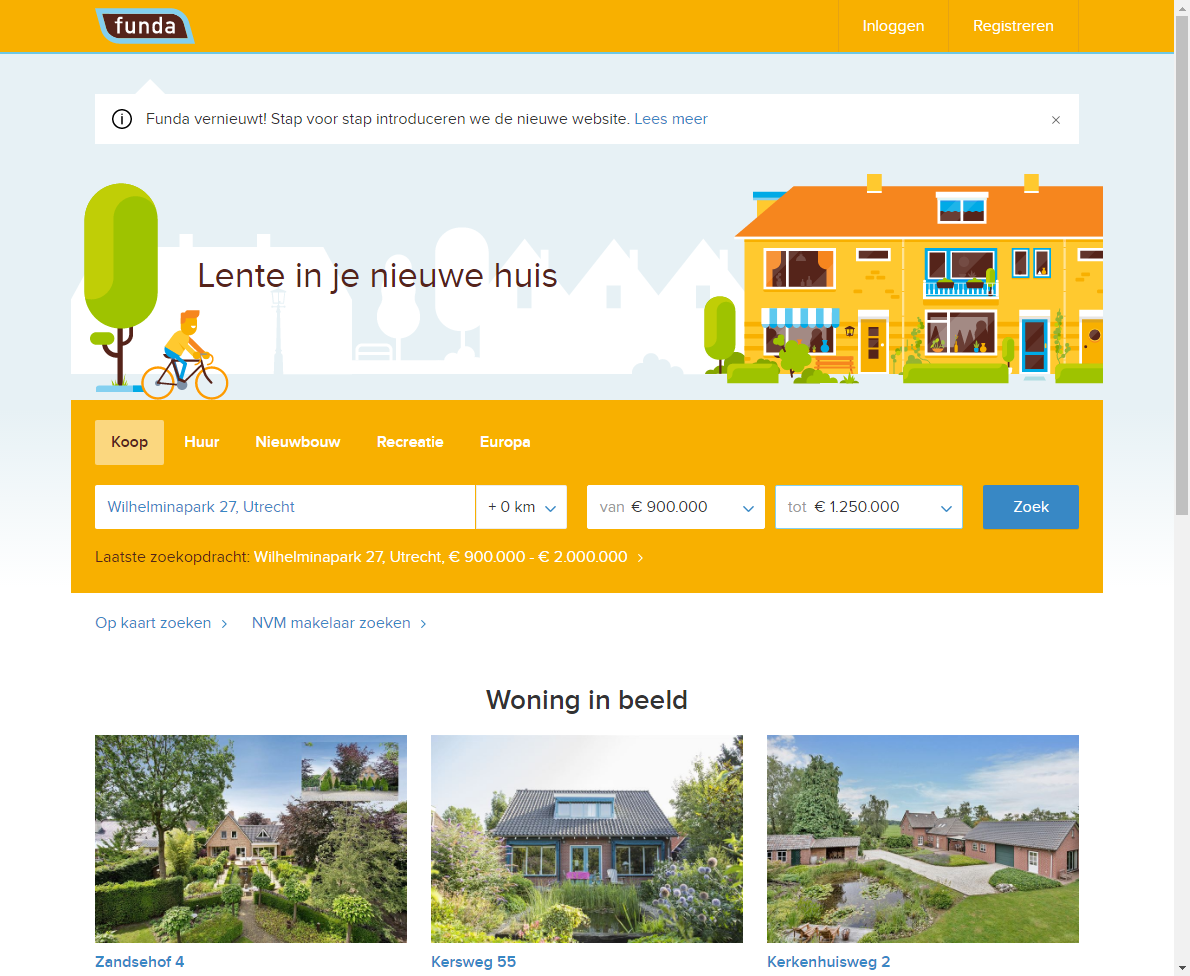 funda
Inloggen
Registreren
Funda vernieuwt! Stap voor stap introduceren we de nieuwe website. Lees meer
Lente in je nieuwe huis
Koop
Huur
Nieuwbouw
Recreatie
Europa
Wilhelminapark 27, Utrecht
+ 0 km
van € 900.000
tot € 1.250.000
Zoek
Laatste zoekopdracht: Wilhelminapark 27, Utrecht, € 900.000 - € 2.000.000
Op kaart zoeken
NVM makelaar zoeken
Woning in beeld
Zandsehof 4
Kersweg 55
Kerkenhuisweg 2